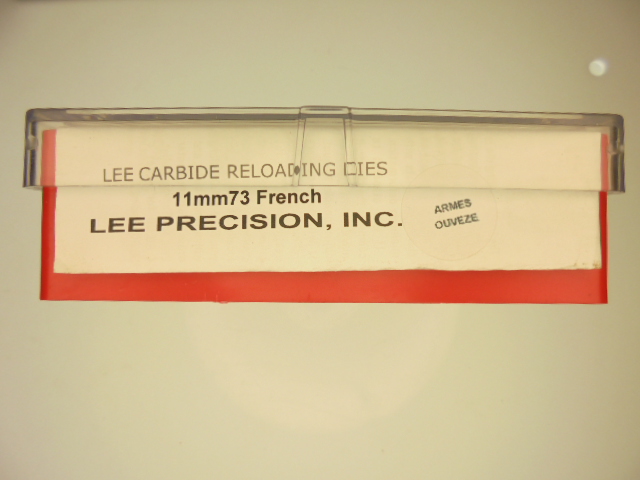 LEE CARBIDE RELOADING DIES
11mm73 French
LEE PRECISION, INC.
ARMES
OUVEZE